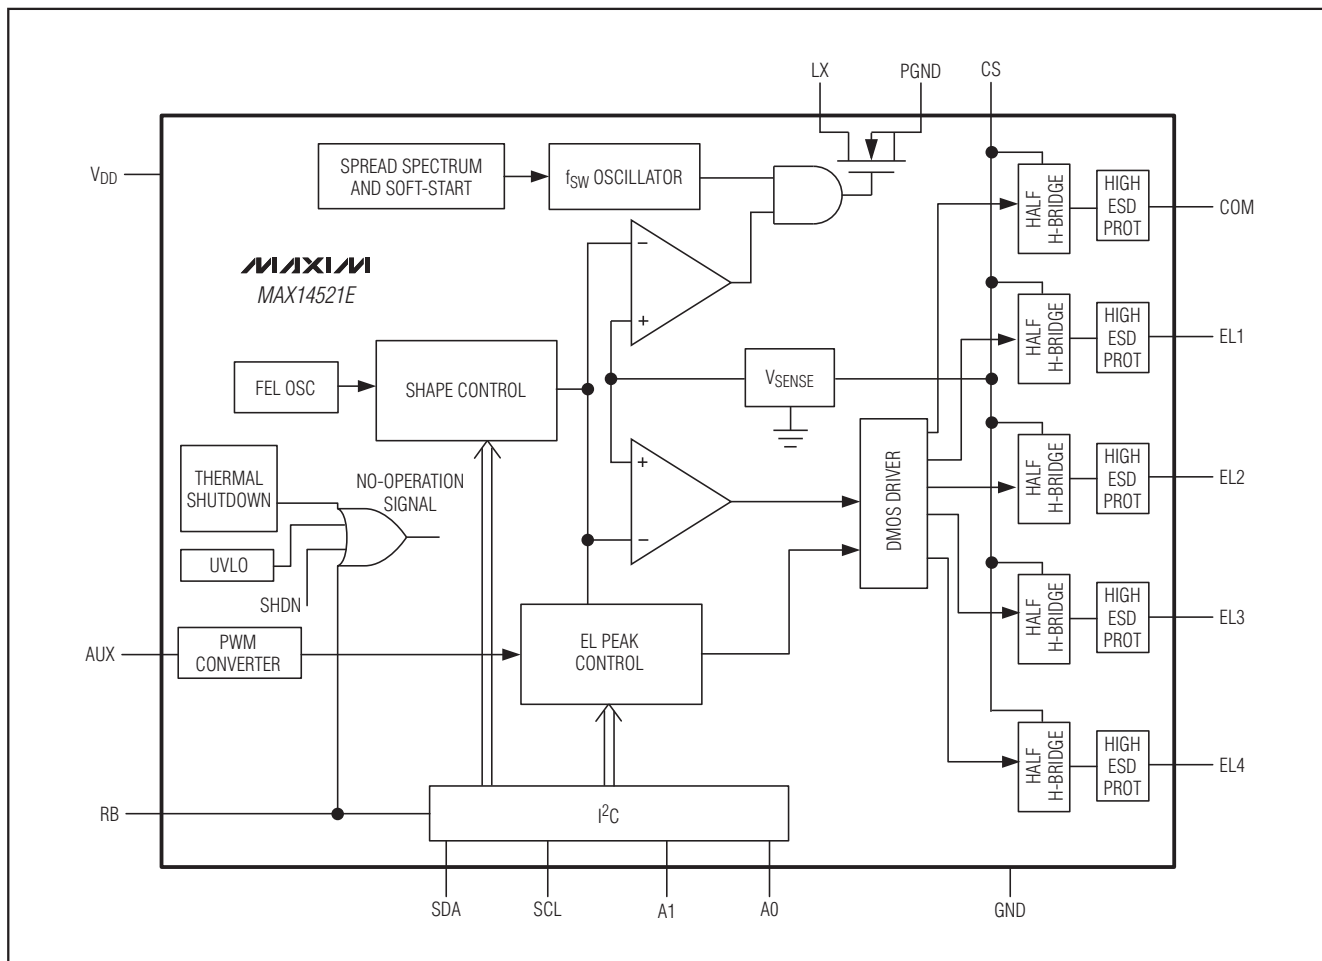 LX
PGND
CS
VDD
SPREAD SPECTRUM
AND SOFT-START
fSW OSCILLATOR
HALF
H-BRIDGE
HIGH
ESD
PROT
COM
MAXIM
MAX14521E
HALF
H-BRIDGE
HIGH
ESD
PROT
EL1
FEL OSC
SHAPE CONTROL
VSENSE
−
+
+
−
THERMAL
SHUTDOWN
NO-OPERATION
SIGNAL
DMOS DRIVER
HALF
H-BRIDGE
HIGH
ESD
PROT
EL2
UVLO
SHDN
HALF
H-BRIDGE
HIGH
ESD
PROT
EL3
AUX
PWM
CONVERTER
EL PEAK
CONTROL
HALF
H-BRIDGE
HIGH
ESD
PROT
EL4
RB
I2C
SDA
SCL
A1
A0
GND